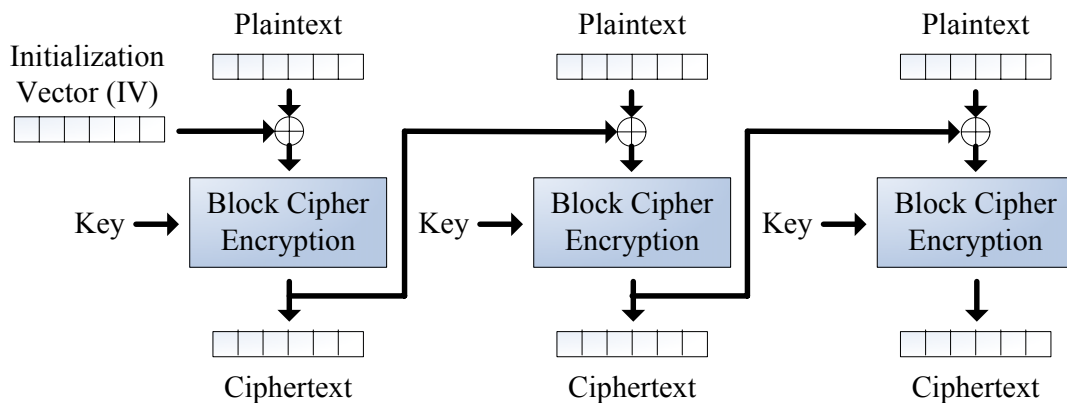 Plaintext
Plaintext
Plaintext
Initialization
Vector (IV)
Key
Block Cipher
Encryption
Key
Block Cipher
Encryption
Key
Block Cipher
Encryption
Ciphertext
Ciphertext
Ciphertext